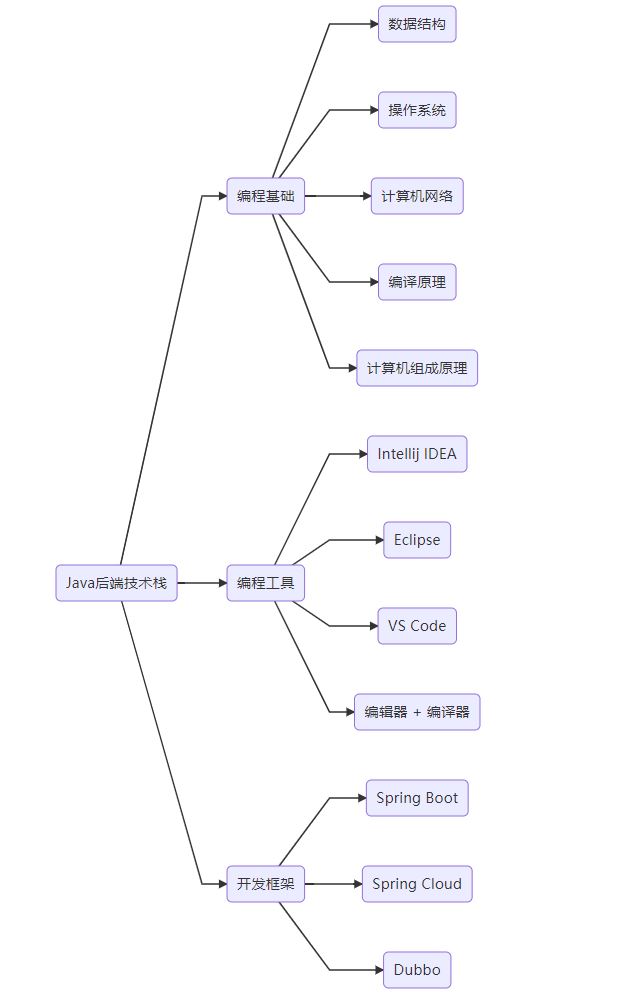 Java后端技术栈
编程基础
数据结构
操作系统
计算机网络
编译原理
计算机组成原理
编程工具
Intellij IDEA
Eclipse
VS Code
编辑器 + 编译器
开发框架
Spring Boot
Spring Cloud
Dubbo